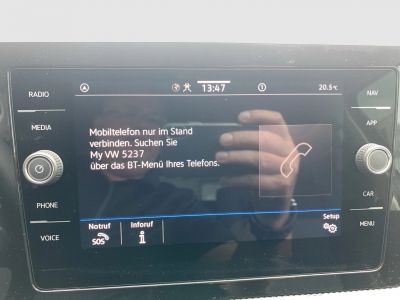 RADIO
MEDIA
PHONE
VOICE
NAV
APP
CAR
MENU
13:47
20.5°C
Mobiltelefon nur im Stand
verbinden. Suchen Sie
My VW 5237
über das BT-Menü Ihres Telefons.
Notruf
SOS
Inforuf
i
Setup